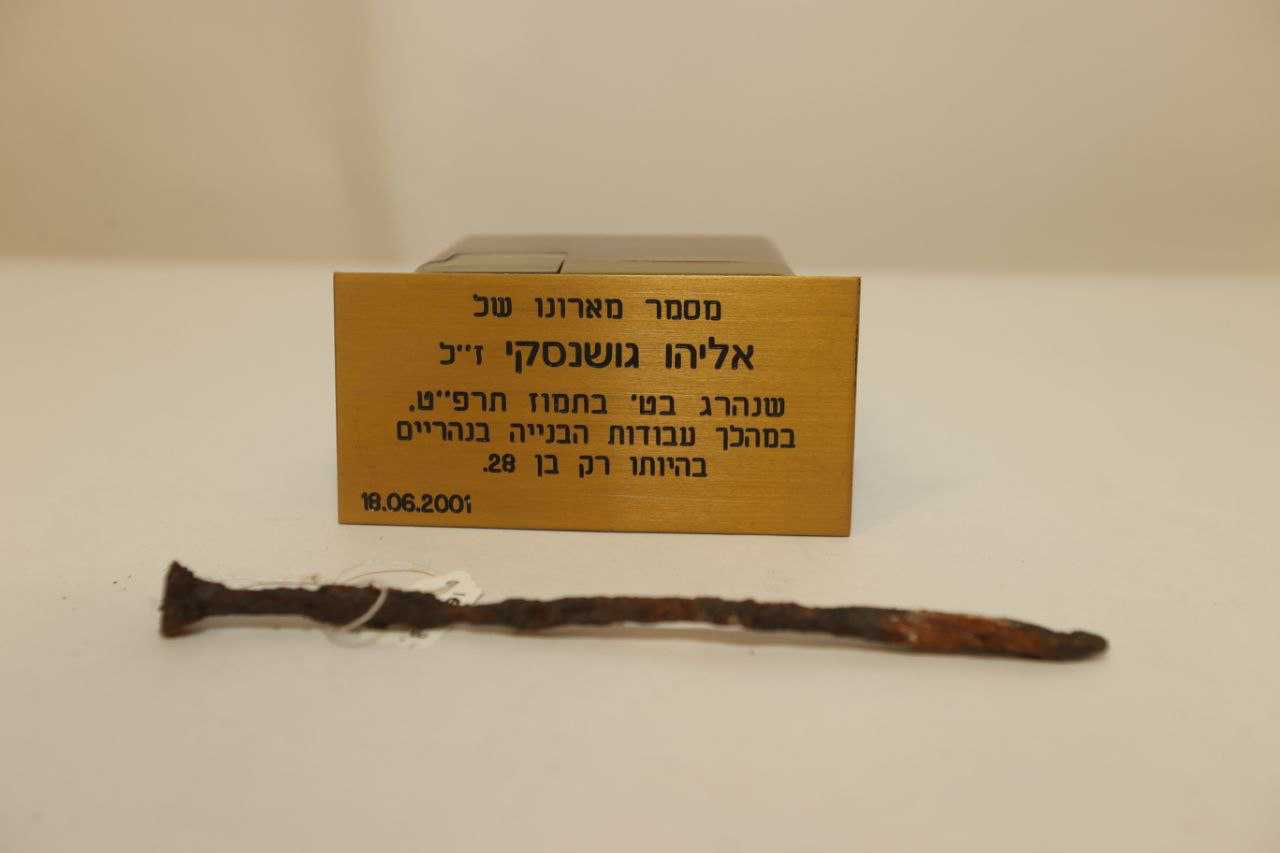 מסמר מארונו של
אליהו גושנסקי ז"ל
שנהרג בט' בתמוז תרפ"ט,
במהלך עבודות הבנייה בנהריים
בהיותו רק בן 28.
18.06.2001